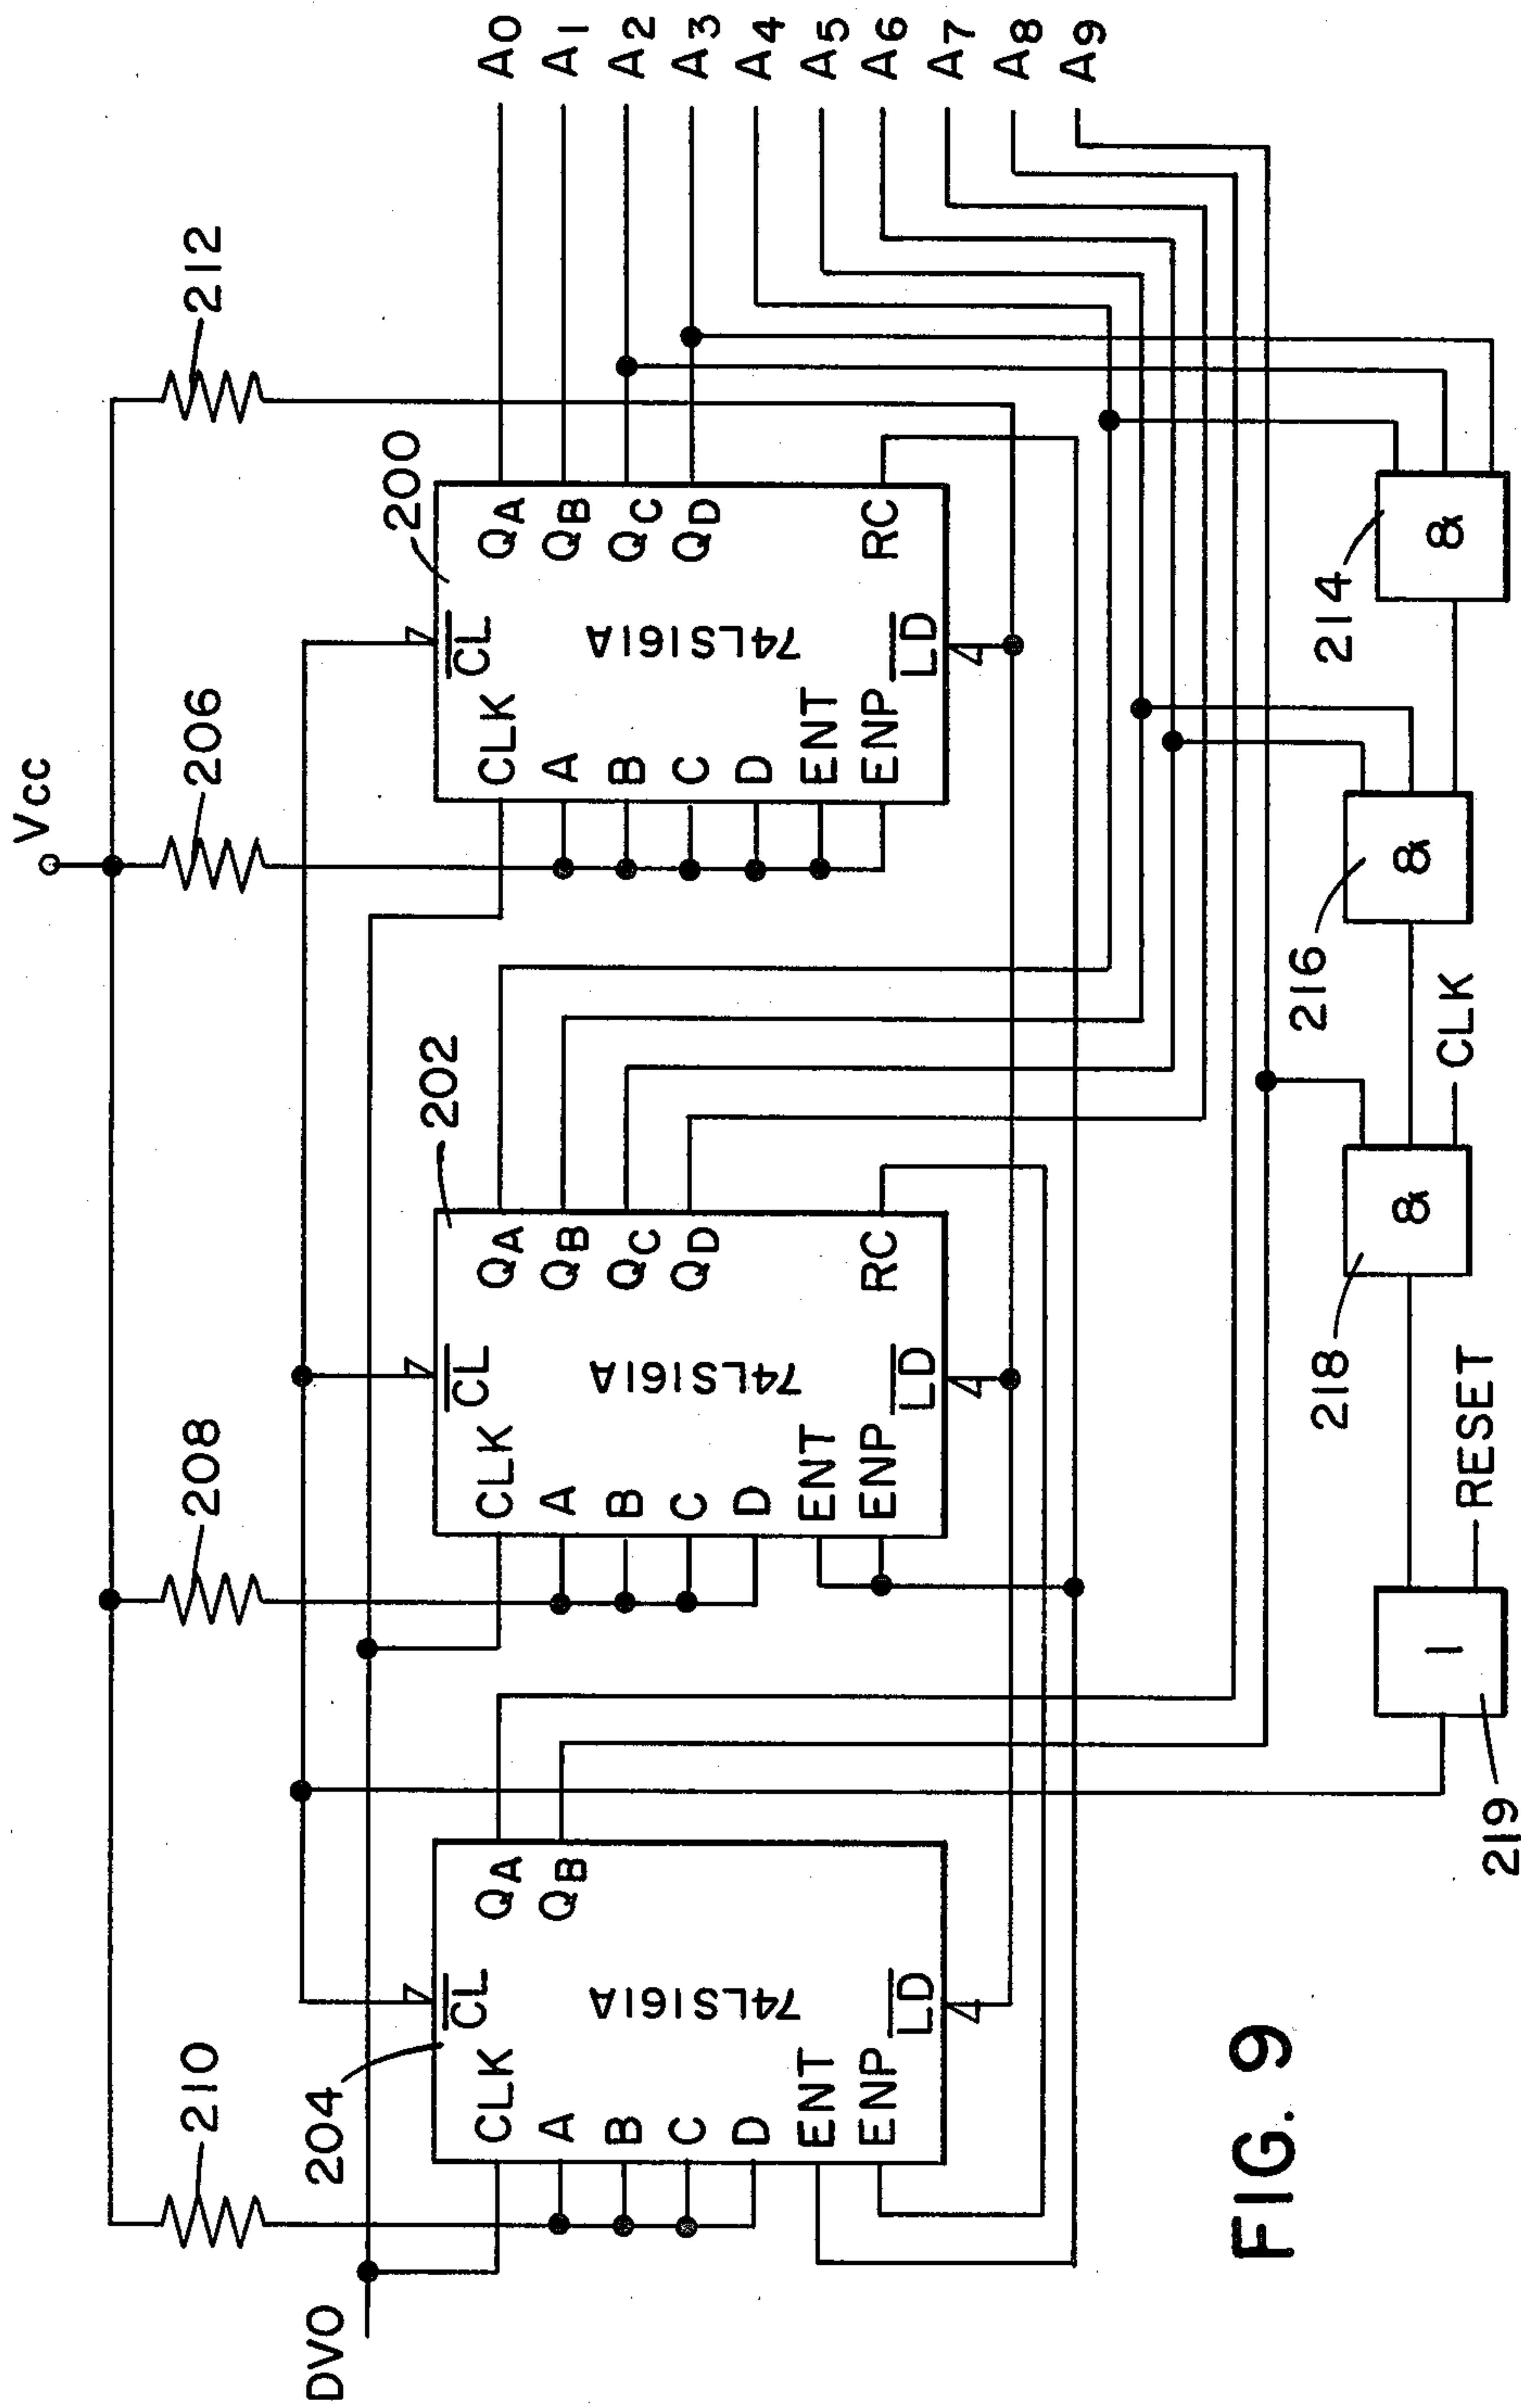 Vcc
210
208
206
212
DVO
204
CL
CLK
A
B
C
D
ENT
ENP
LD
74LS161A
QA
QB
202
CL
CLK
A
B
C
D
ENT
ENP
LD
74LS161A
QA
QB
QC
QD
RC
200
CL
CLK
A
B
C
D
ENT
ENP
LD
74LS161A
QA
QB
QC
QD
RC
A0
A1
A2
A3
A4
A5
A6
A7
A8
A9
219
1
RESET
218
&
CLK
216
&
214
&
FIG. 9